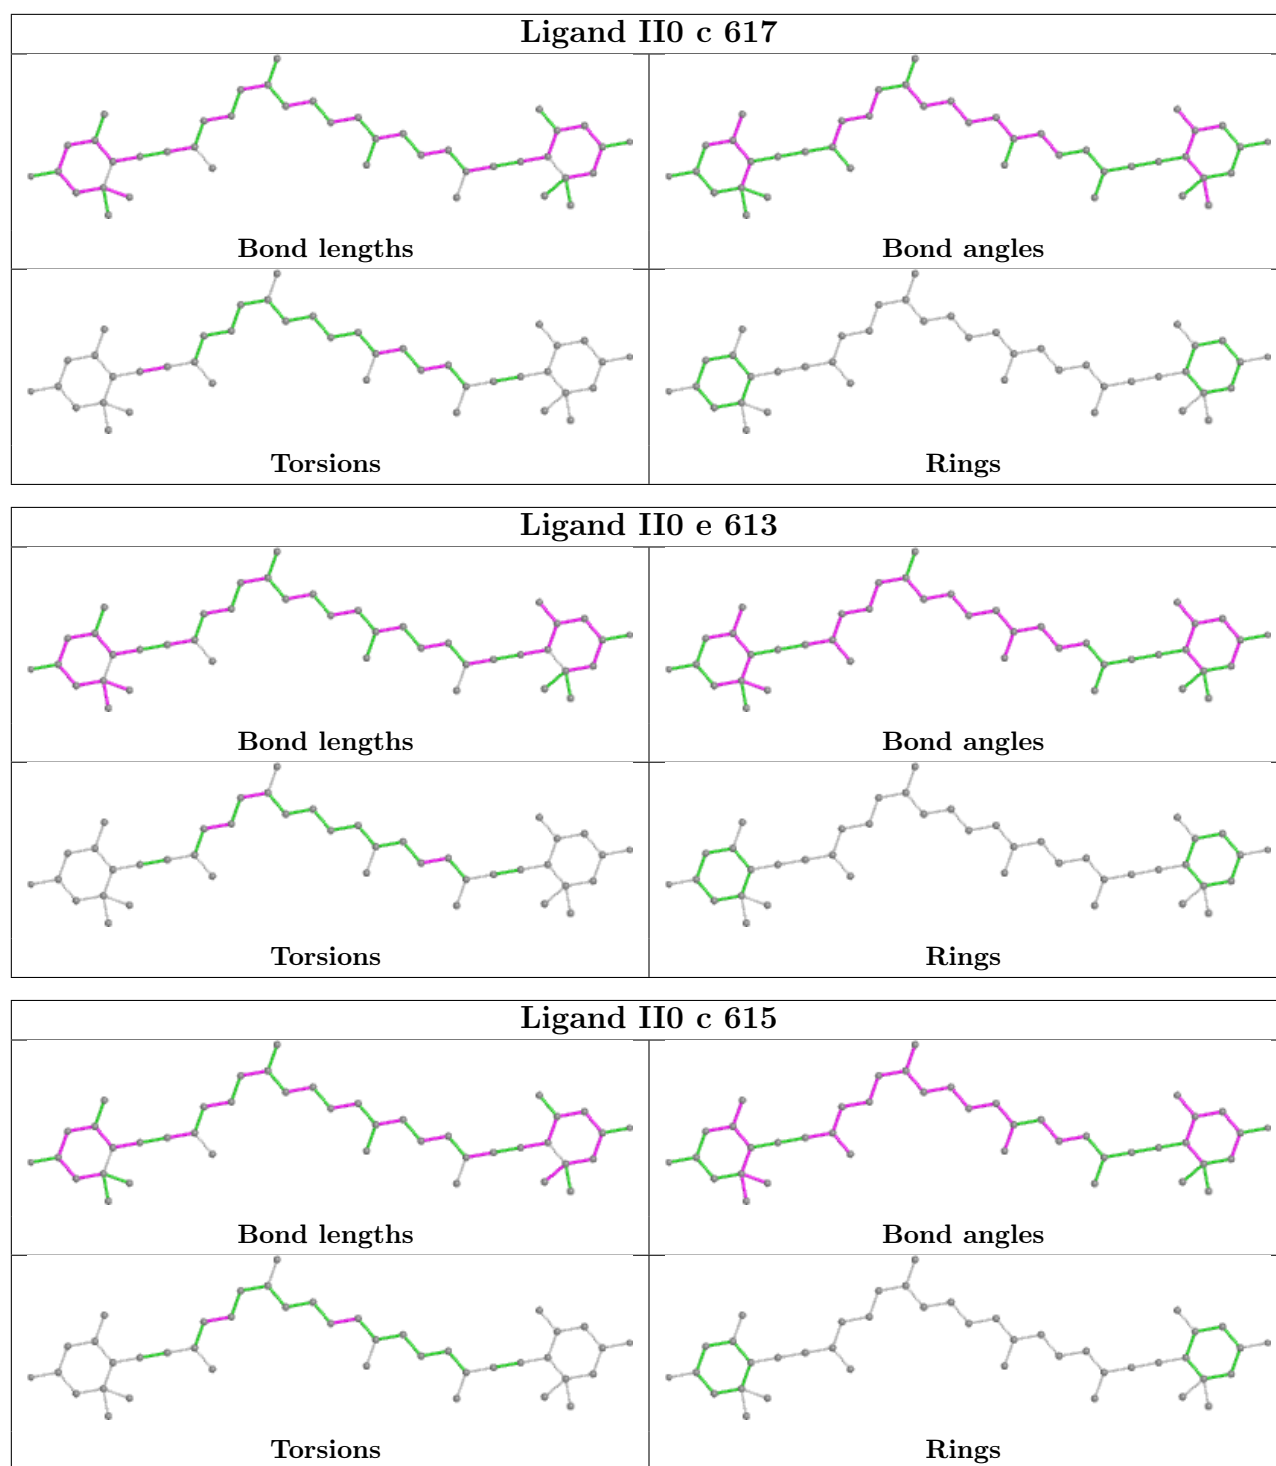 Ligand II0 c 617
Bond lengths
Bond angles
Torsions
Rings
Ligand II0 e 613
Bond lengths
Bond angles
Torsions
Rings
Ligand II0 c 615
Bond lengths
Bond angles
Torsions
Rings